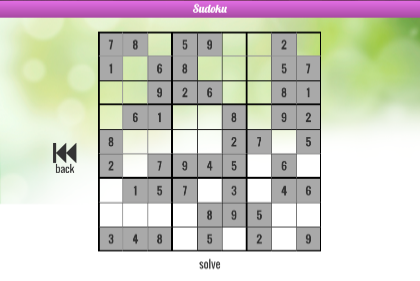 Sudoku
7 8 5 9 2
1 6 8 5 7
9 2 6 8 1
6 1 8 9 2
8 2 7 5
back
2 7 9 4 5 6
1 5 7 3 4 6
8 9 5
3 4 8 5 2 9
solve